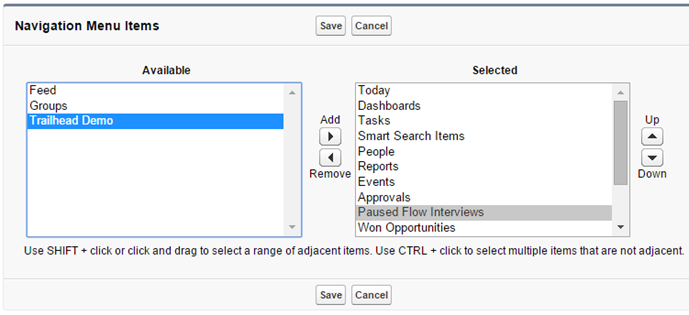 Navigation Menu Items
Save Cancel
Available
Selected
Feed
Groups
Trailhead Demo
Add
Remove
Today
Dashboards
Tasks
Smart Search Items
People
Reports
Events
Approvals
Paused Flow Interviews
Won Opportunities
Up
Down
Use SHIFT + click or click and drag to select a range of adjacent items. Use CTRL + click to select multiple items that are not adjacent.
Save Cancel